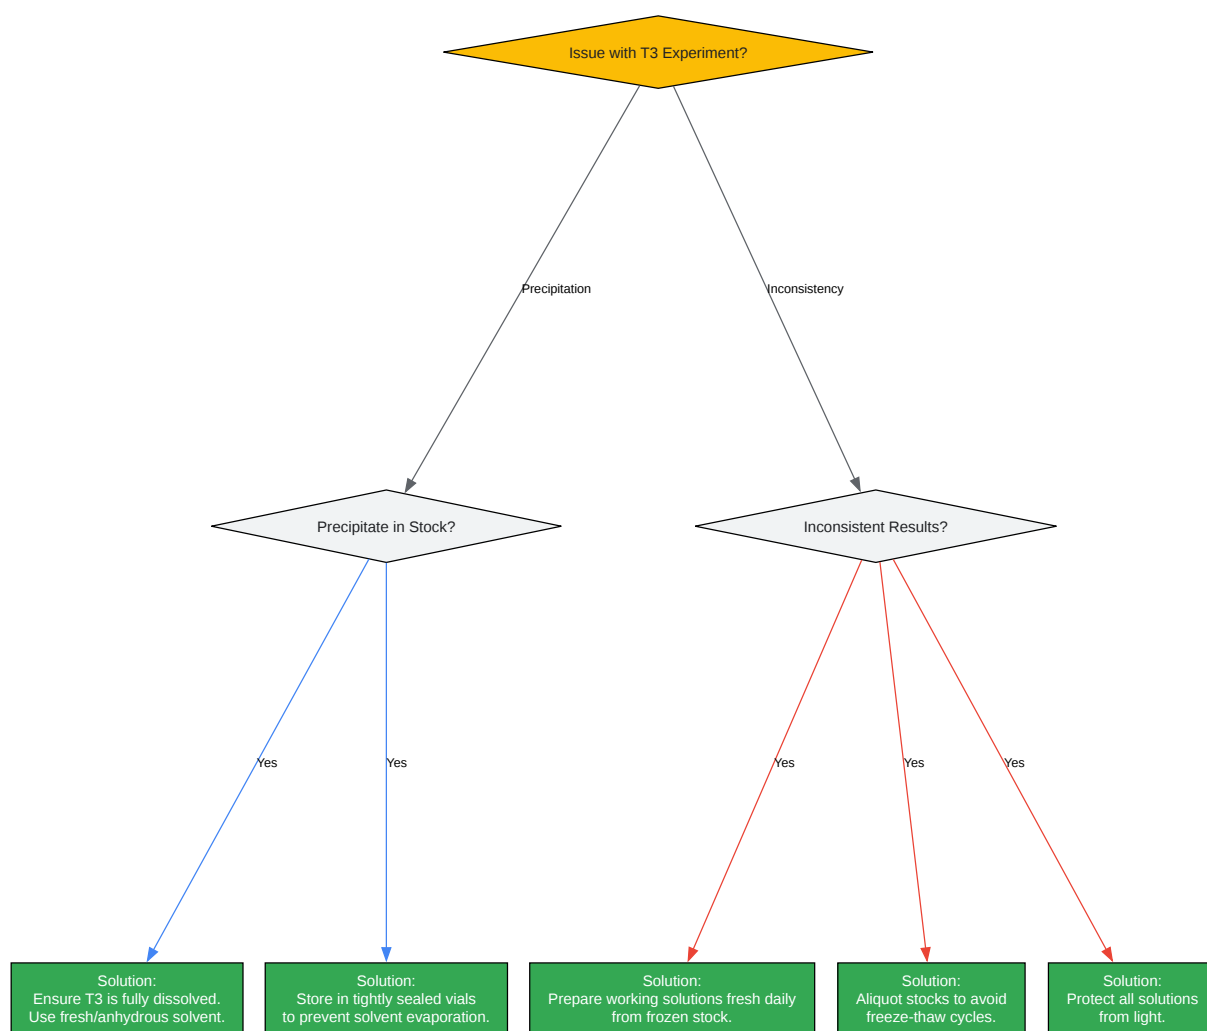 Issue with T3 Experiment?
Precipitation
Inconsistency
Precipitate in Stock?
Inconsistent Results?
Yes
Yes
Yes
Yes
Yes
Solution:
Ensure T3 is fully dissolved.
Use fresh/anhydrous solvent.
Solution:
Store in tightly sealed vials
to prevent solvent evaporation.
Solution:
Prepare working solutions fresh daily
from frozen stock.
Solution:
Aliquot stocks to avoid
freeze-thaw cycles.
Solution:
Protect all solutions
from light.